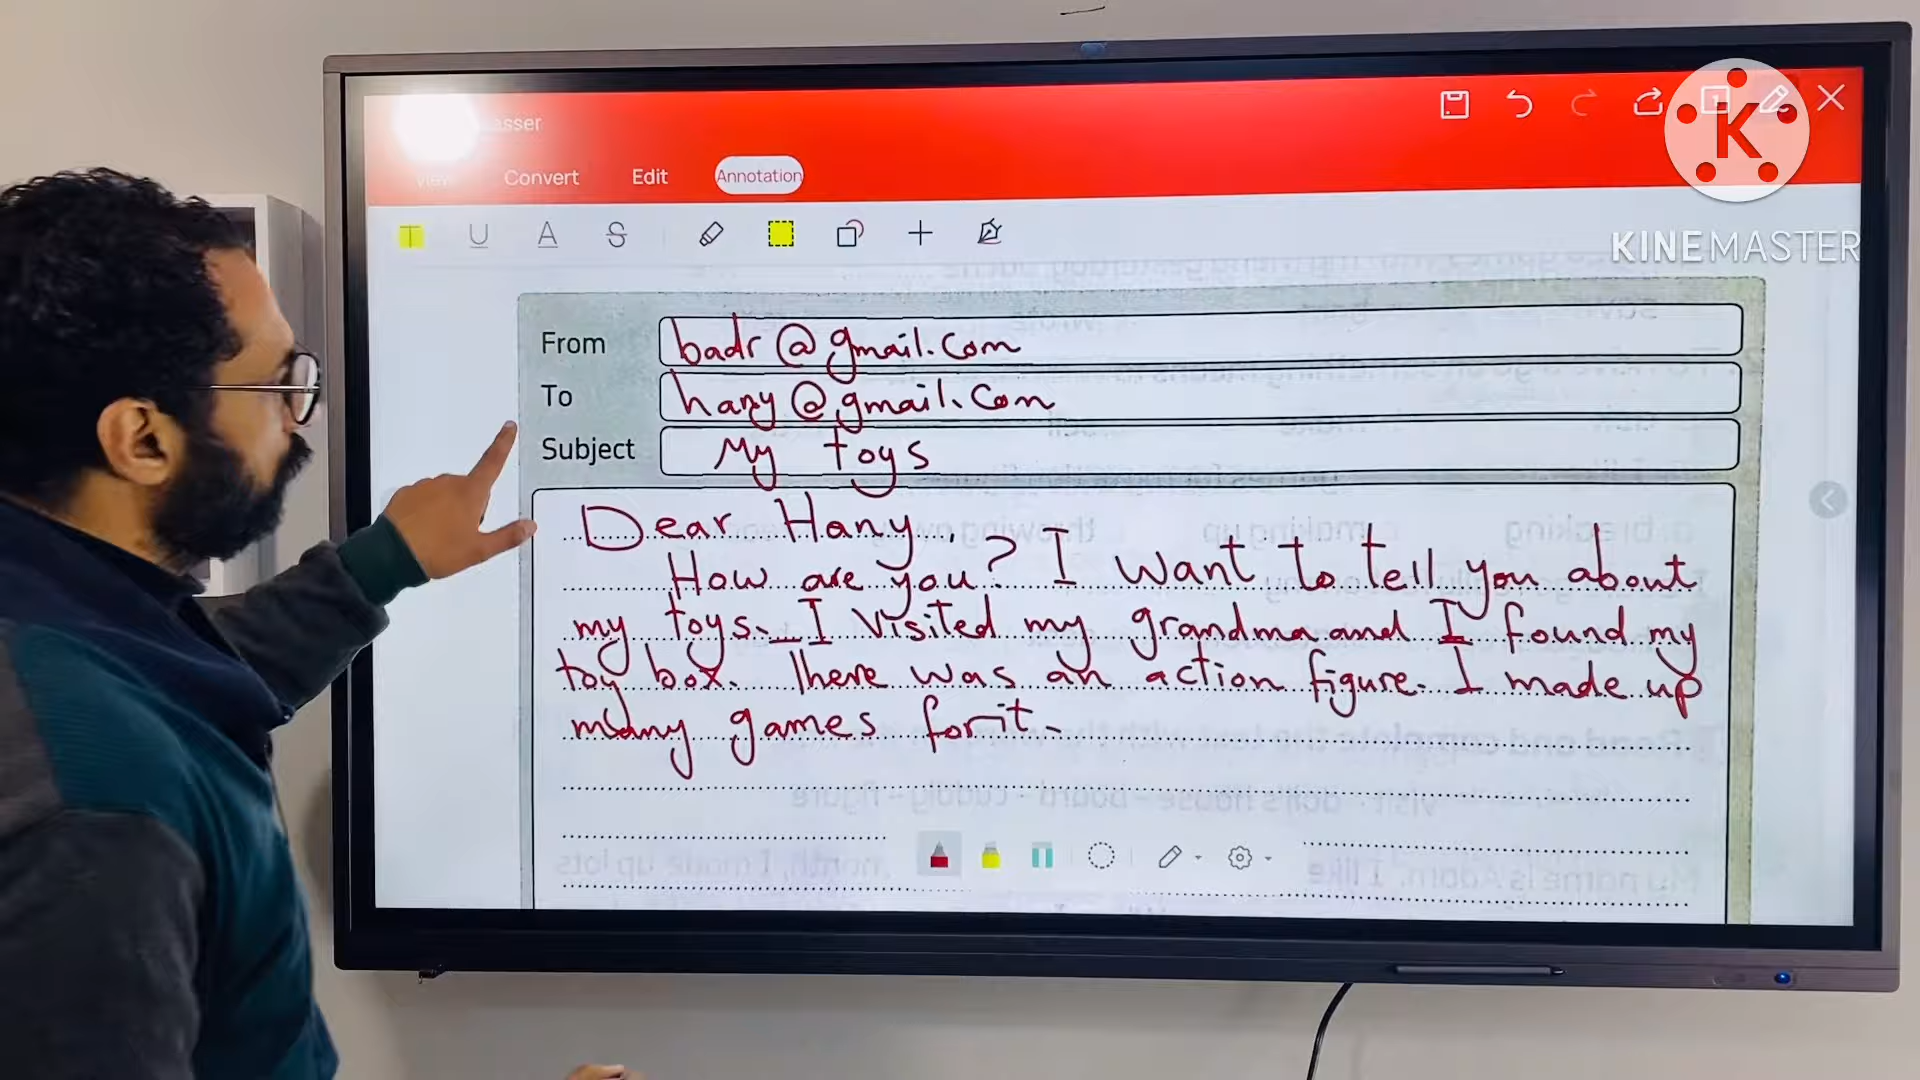 asser
Convert Edit Annotation
KINEMASTER
From badr@gmail.com
To hany@gmail.com
Subject My toys
Dear Hany,
How are you? I want to tell you about
my toys. I visited my grandma and I found my
toy box. There was an action figure. I made up
many games for it.